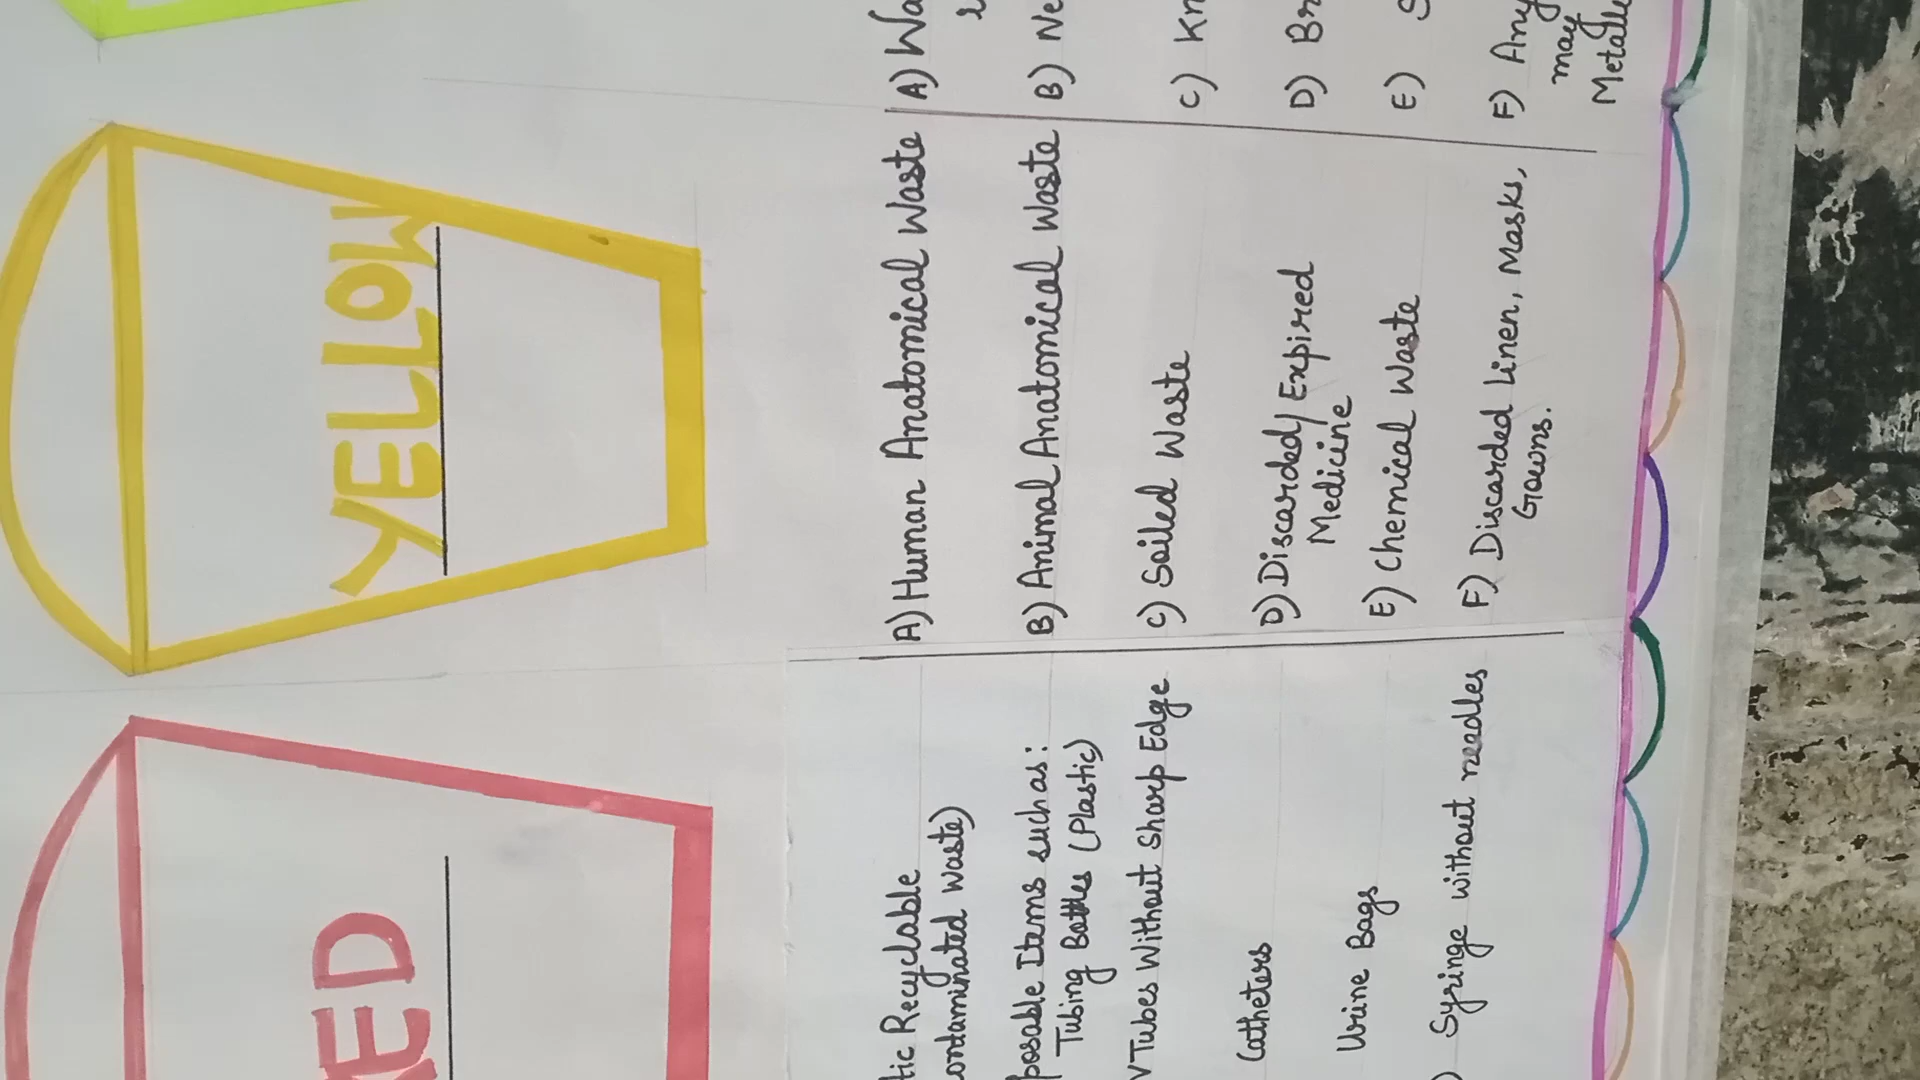 RED
tic Recyclable
ontaminated waste)
posable Items such as:
Tubing Bottles (Plastic)
V Tubes Without Sharp Edge
Catheters
Urine Bags
) Syringe without needles
YELLOW
A) Human Anatomical Waste
B) Animal Anatomical Waste
C) Soiled Waste
D) Discarded/Expired
Medicine
E) Chemical Waste
F) Discarded Linen, Masks,
Gowns.
A) Wa
B) Ne
C) Kn
D) Br
E) S
F) Any
may
Metall